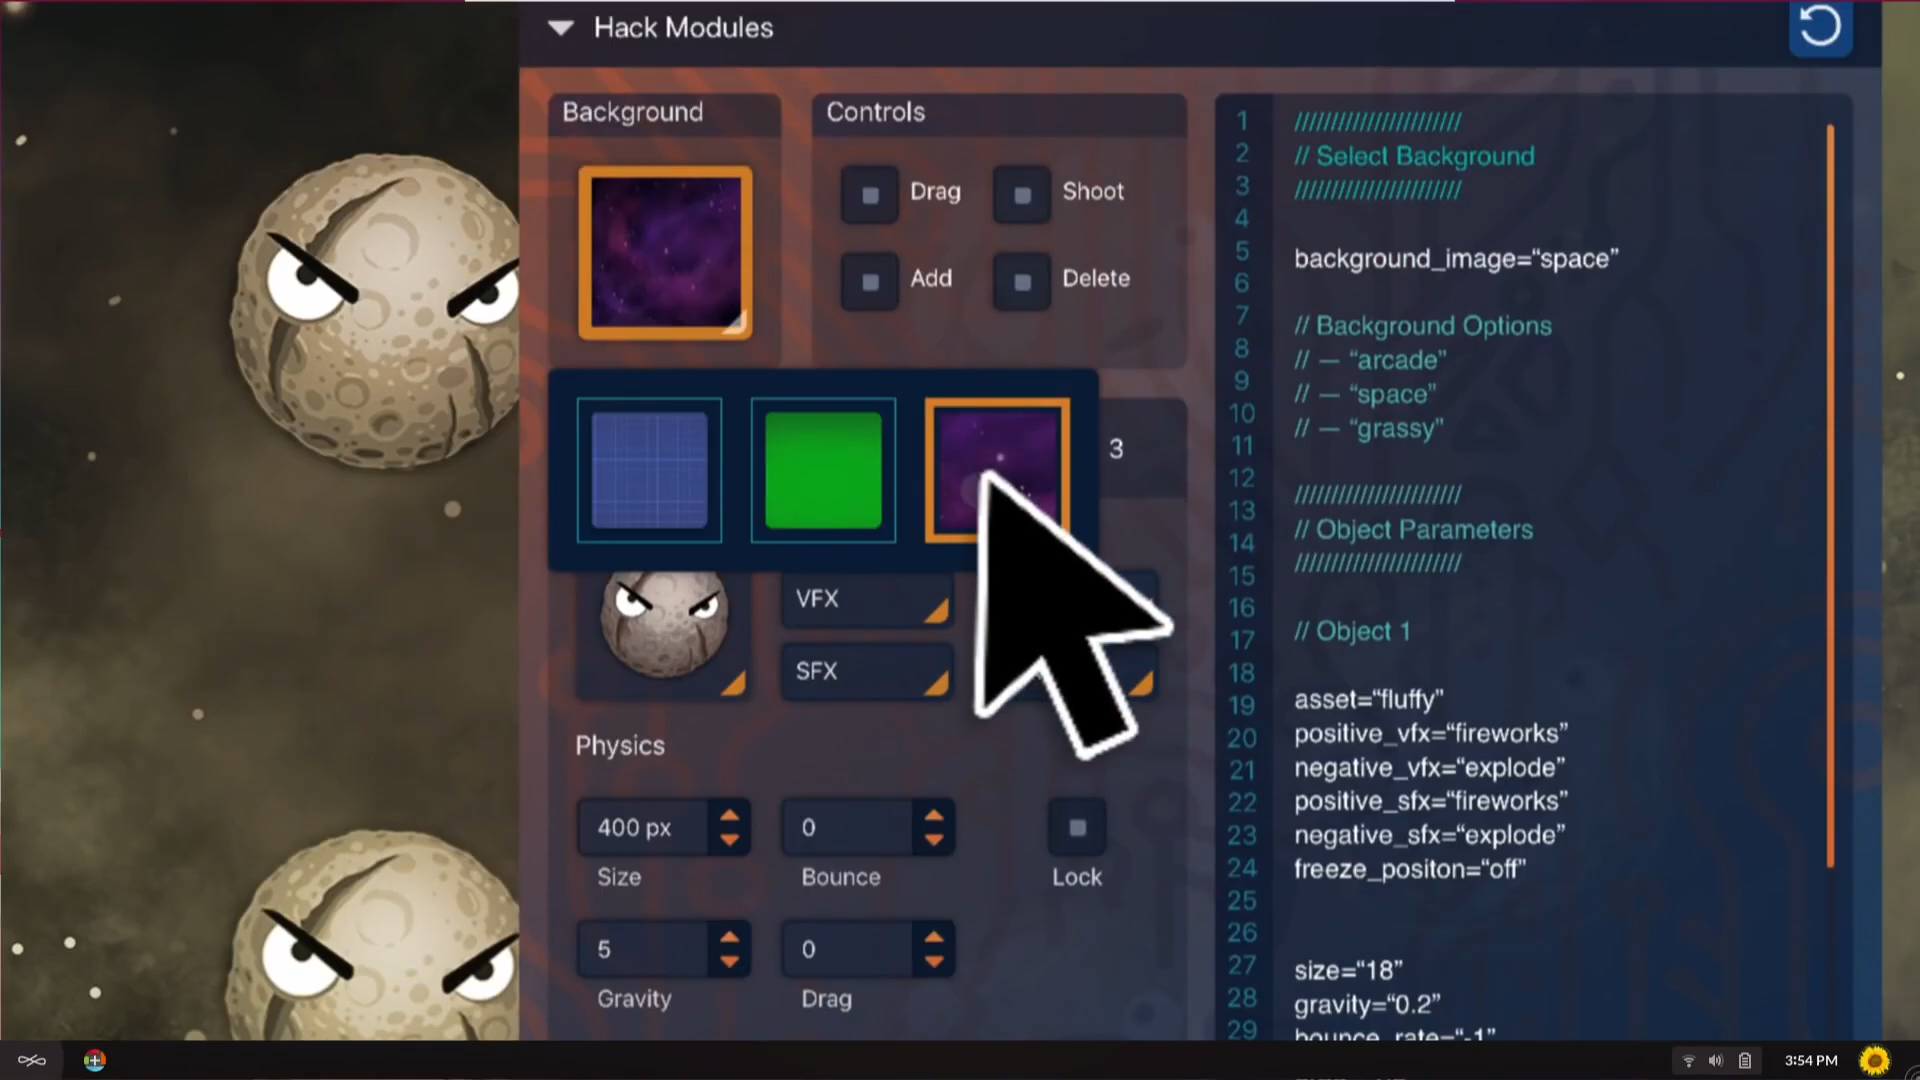 Hack Modules
Background
Controls
Drag
Shoot
Add
Delete
3
VFX
SFX
Physics
400 px
0
Size
Bounce
Lock
5
0
Gravity
Drag
1 //////////////////////
2 // Select Background
3 //////////////////////
4
5 background_image=“space”
6
7 // Background Options
8 // — “arcade”
9 // — “space”
10 // — “grassy”
11
12
13 //////////////////////
14 // Object Parameters
15 //////////////////////
16
17 // Object 1
18
19 asset=“fluffy”
20 positive_vfx=“fireworks”
21 negative_vfx=“explode”
22 positive_sfx=“fireworks”
23 negative_sfx=“explode”
24 freeze_positon=“off”
25
26
27 size=“18”
28 gravity=“0.2”
29 bounce_rate=“-1”
3:54 PM